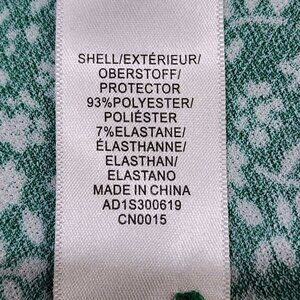 SHELL/EXTÉRIEUR/
OBERSTOFF/
PROTECTOR
93%POLYESTER/
POLIÉSTER
7%ELASTANE/
ÉLASTHANNE/
ELASTHAN/
ELASTANO
MADE IN CHINA
AD1S300619
CN0015